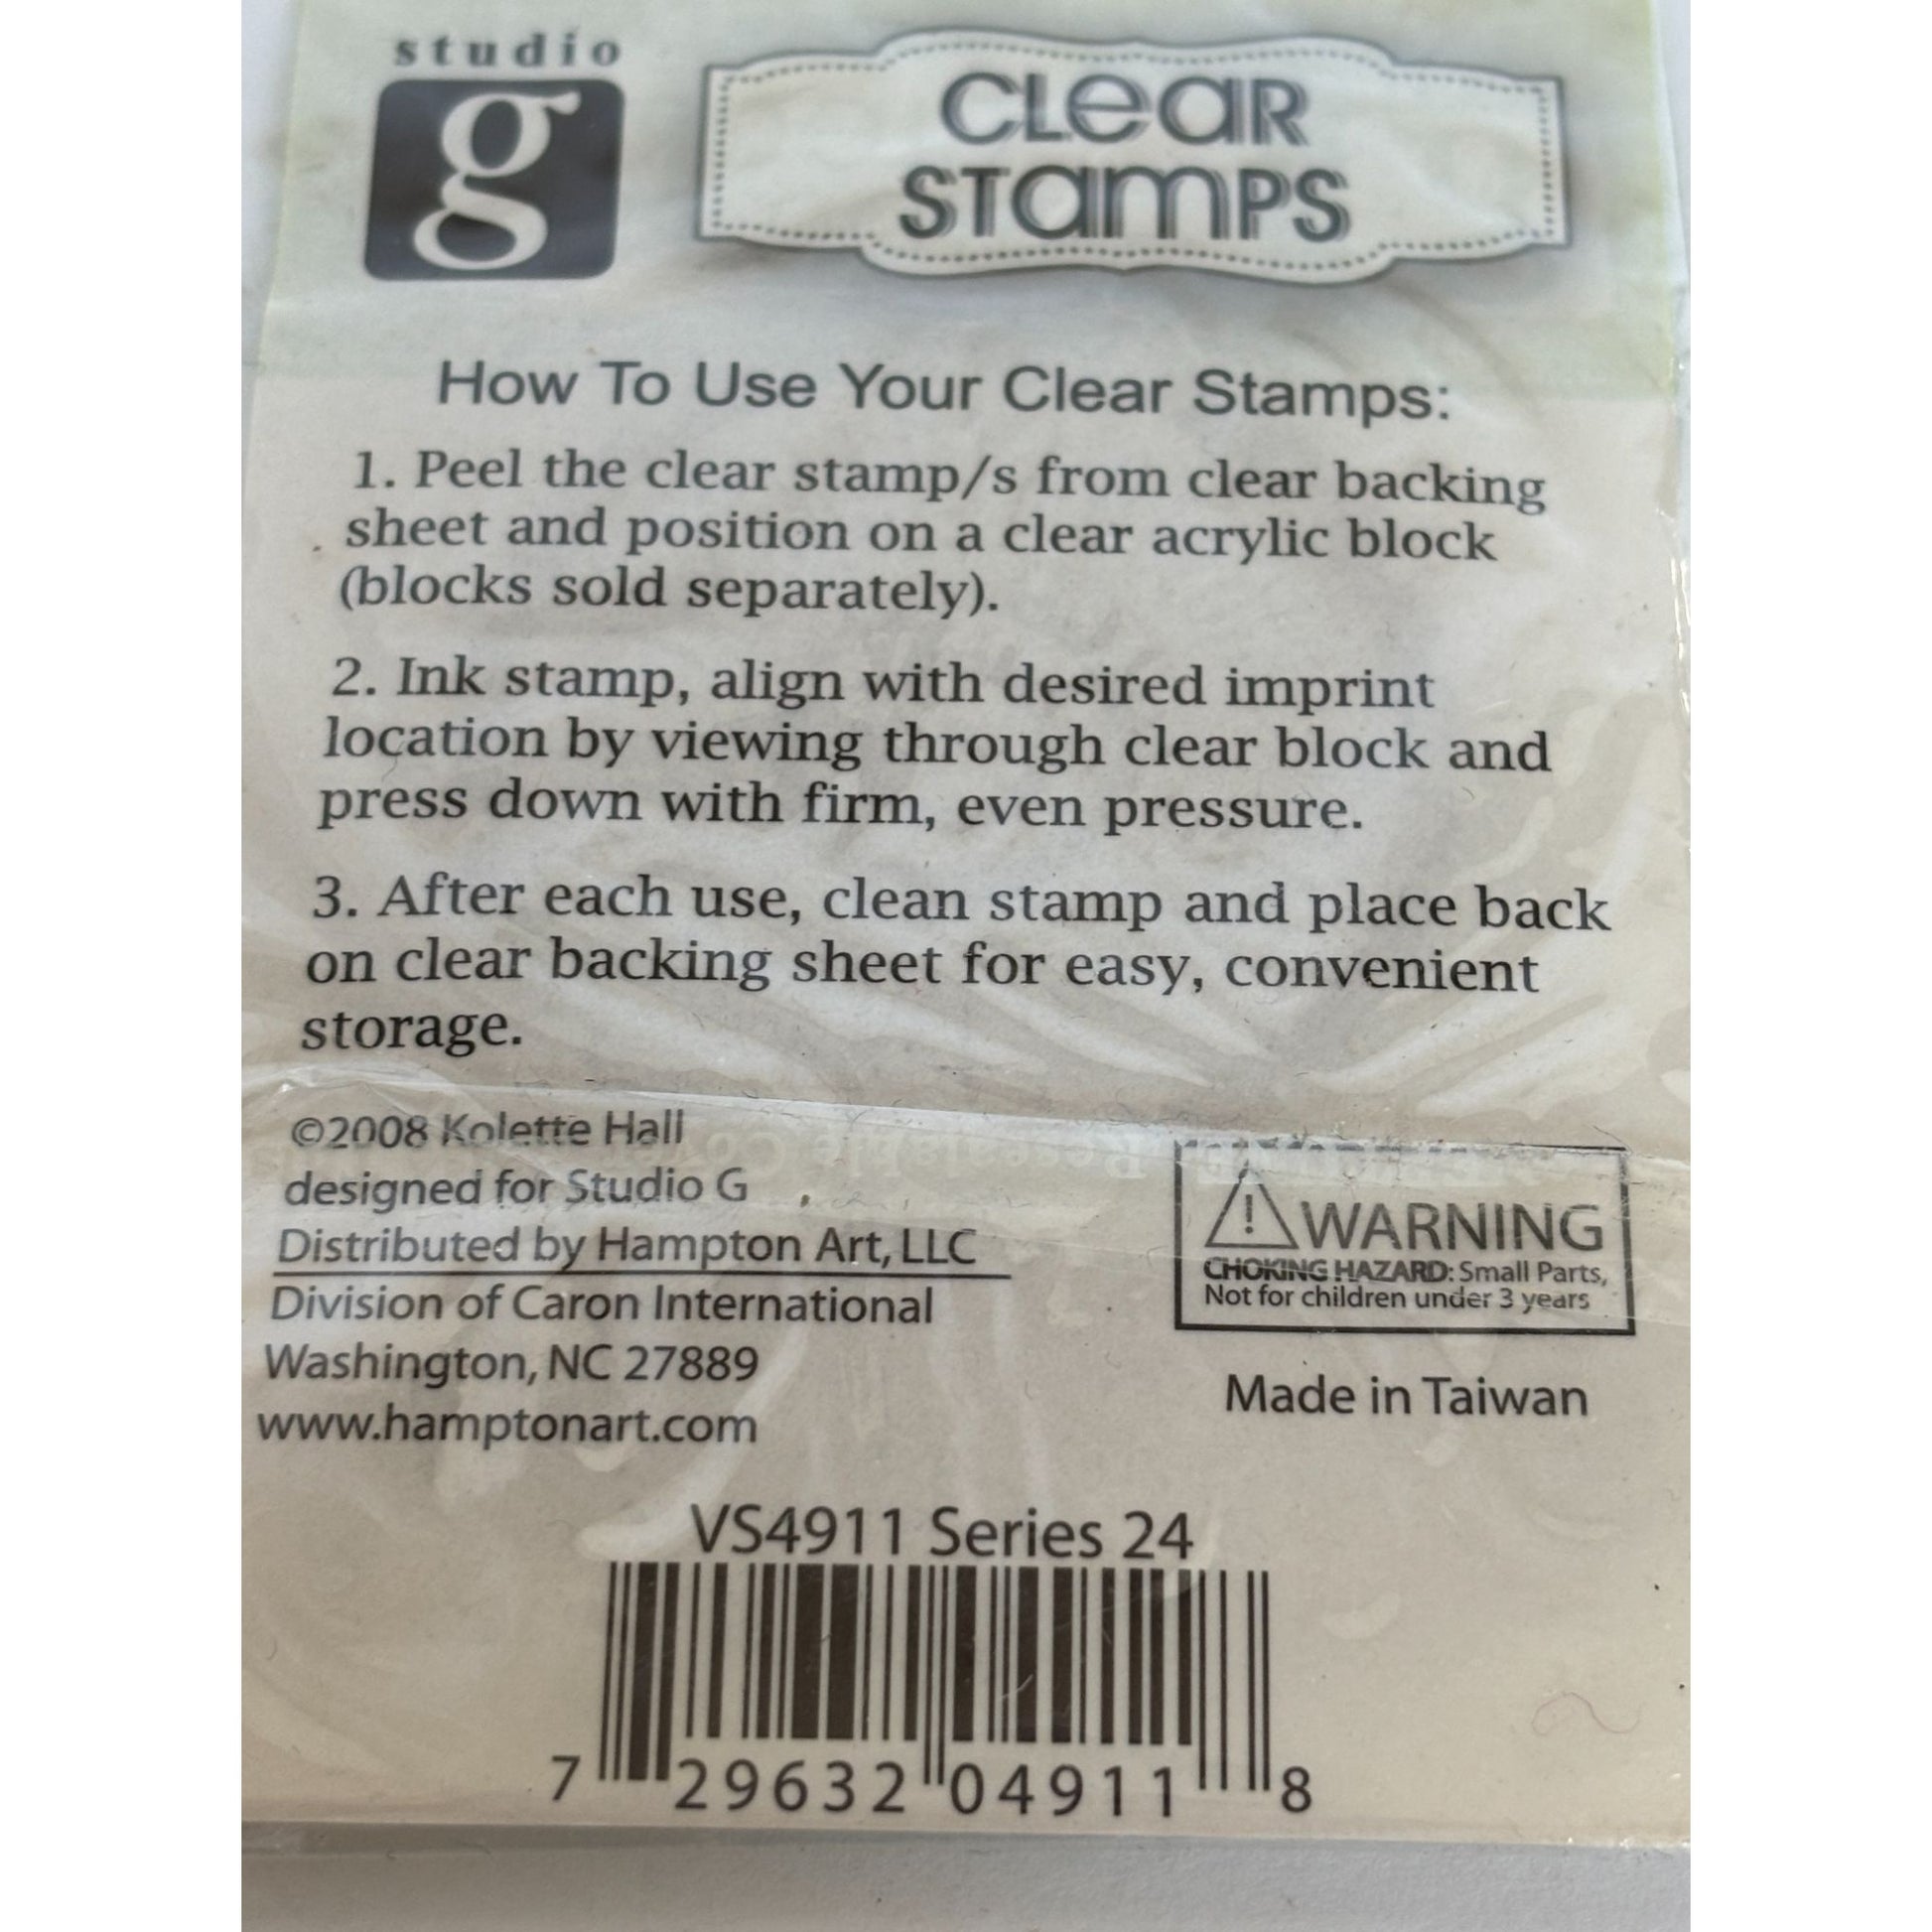 studio
g
CLeaR
STamPS
How To Use Your Clear Stamps:
1. Peel the clear stamp/s from clear backing
sheet and position on a clear acrylic block
(blocks sold separately).
2. Ink stamp, align with desired imprint
location by viewing through clear block and
press down with firm, even pressure.
3. After each use, clean stamp and place back
on clear backing sheet for easy, convenient
storage.
©2008 Kolette Hall
designed for Studio G
Distributed by Hampton Art, LLC
Division of Caron International
Washington, NC 27889
www.hamptonart.com
WARNING
CHOKING HAZARD: Small Parts,
Not for children under 3 years
Made in Taiwan
VS4911 Series 24
7 29632 04911 8